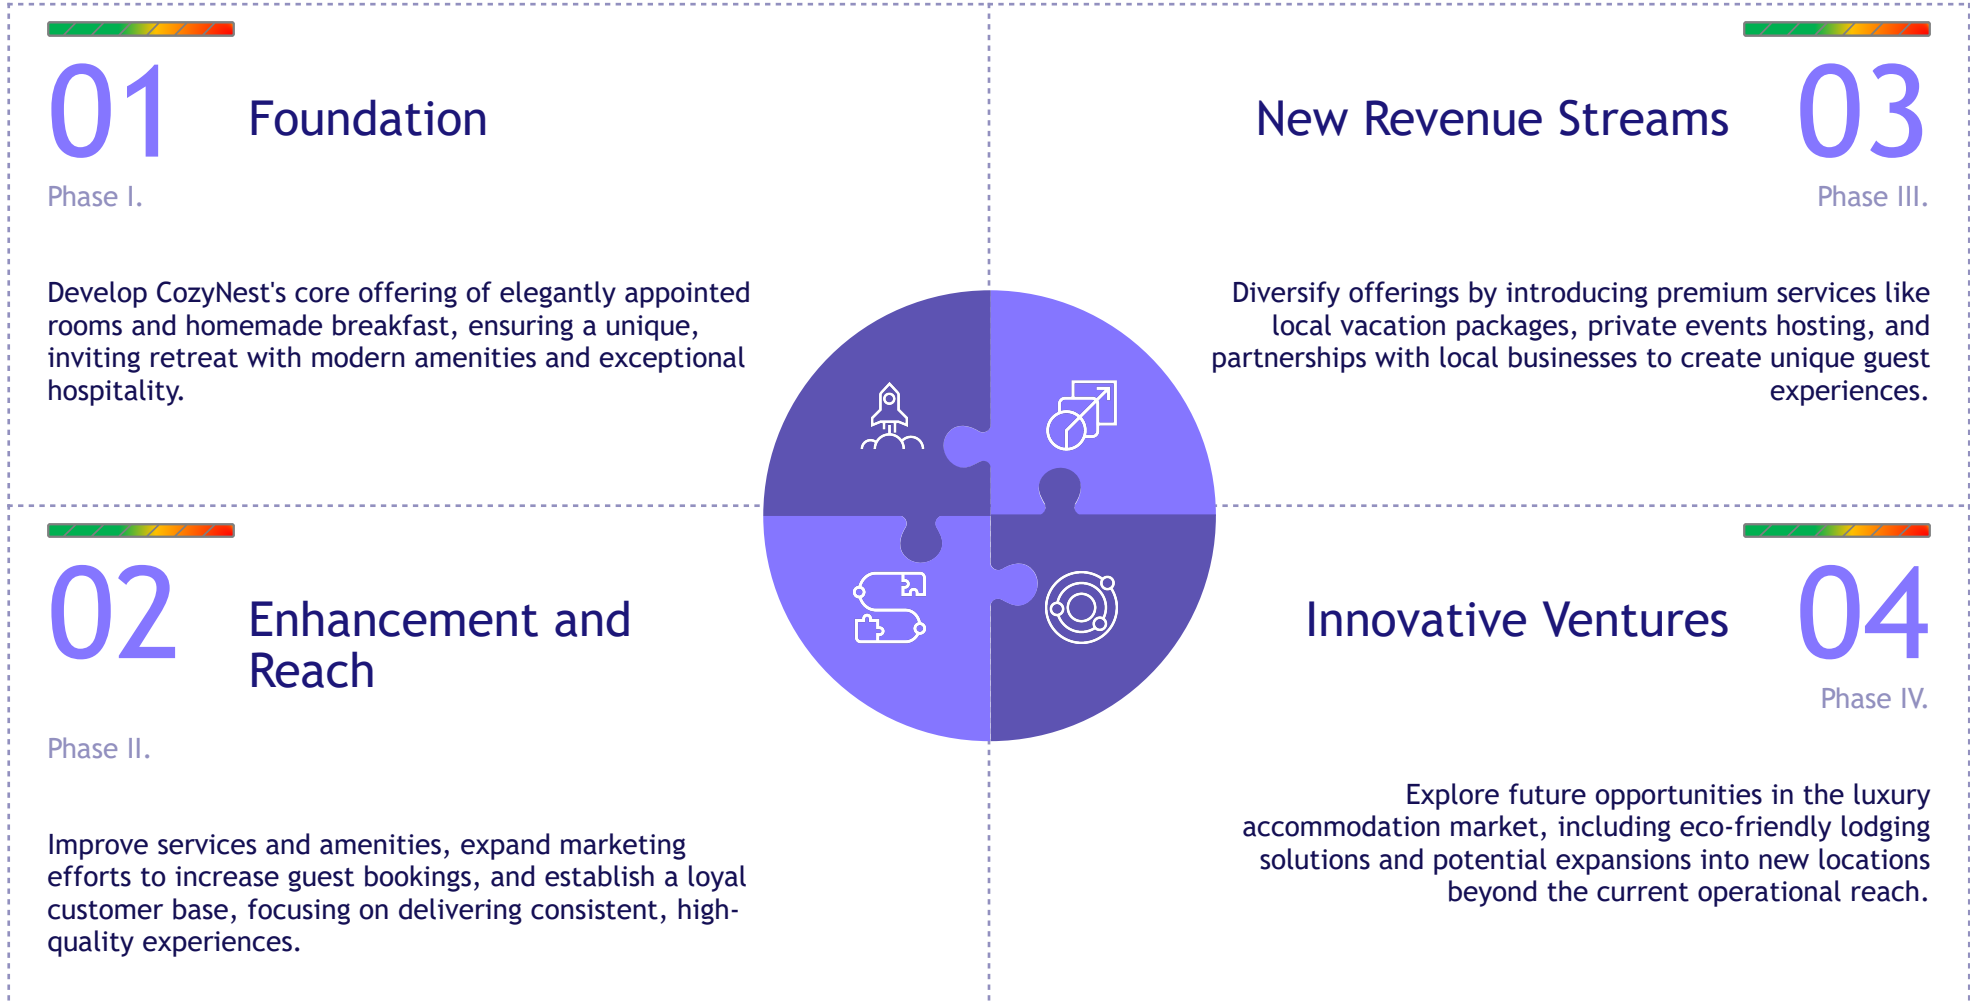 01
Foundation
Phase I.
Develop CozyNest's core offering of elegantly appointed
rooms and homemade breakfast, ensuring a unique,
inviting retreat with modern amenities and exceptional
hospitality.
02
Enhancement and
Reach
Phase II.
Improve services and amenities, expand marketing
efforts to increase guest bookings, and establish a loyal
customer base, focusing on delivering consistent, high-
quality experiences.
New Revenue Streams
03
Phase III.
Diversify offerings by introducing premium services like
local vacation packages, private events hosting, and
partnerships with local businesses to create unique guest
experiences.
Innovative Ventures
04
Phase IV.
Explore future opportunities in the luxury
accommodation market, including eco-friendly lodging
solutions and potential expansions into new locations
beyond the current operational reach.